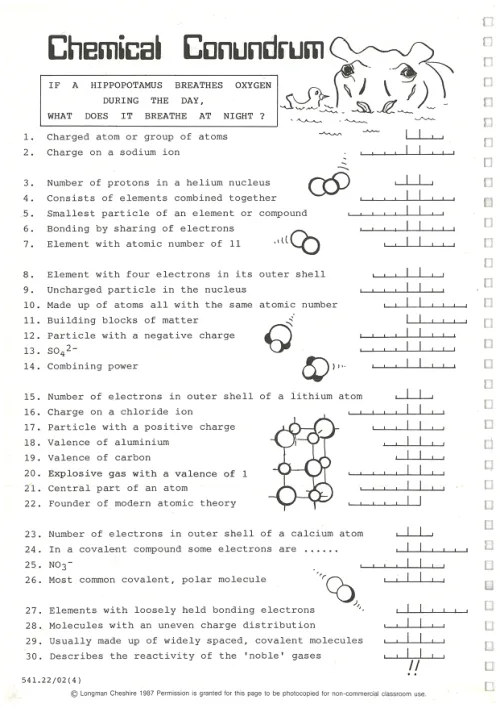 Chemical Conundrum
IF A HIPPOPOTAMUS BREATHES OXYGEN
DURING THE DAY,
WHAT DOES IT BREATHE AT NIGHT ?
1. Charged atom or group of atoms
2. Charge on a sodium ion
3. Number of protons in a helium nucleus
4. Consists of elements combined together
5. Smallest particle of an element or compound
6. Bonding by sharing of electrons
7. Element with atomic number of 11
8. Element with four electrons in its outer shell
9. Uncharged particle in the nucleus
10. Made up of atoms all with the same atomic number
11. Building blocks of matter
12. Particle with a negative charge
13. SO₄²⁻
14. Combining power
15. Number of electrons in outer shell of a lithium atom
16. Charge on a chloride ion
17. Particle with a positive charge
18. Valence of aluminium
19. Valence of carbon
20. Explosive gas with a valence of 1
21. Central part of an atom
22. Founder of modern atomic theory
23. Number of electrons in outer shell of a calcium atom
24. In a covalent compound some electrons are ......
25. NO₃⁻
26. Most common covalent, polar molecule
27. Elements with loosely held bonding electrons
28. Molecules with an uneven charge distribution
29. Usually made up of widely spaced, covalent molecules
30. Describes the reactivity of the 'noble' gases
!!
541.22/02(4)
© Longman Cheshire 1987 Permission is granted for this page to be photocopied for non-commercial classroom use.